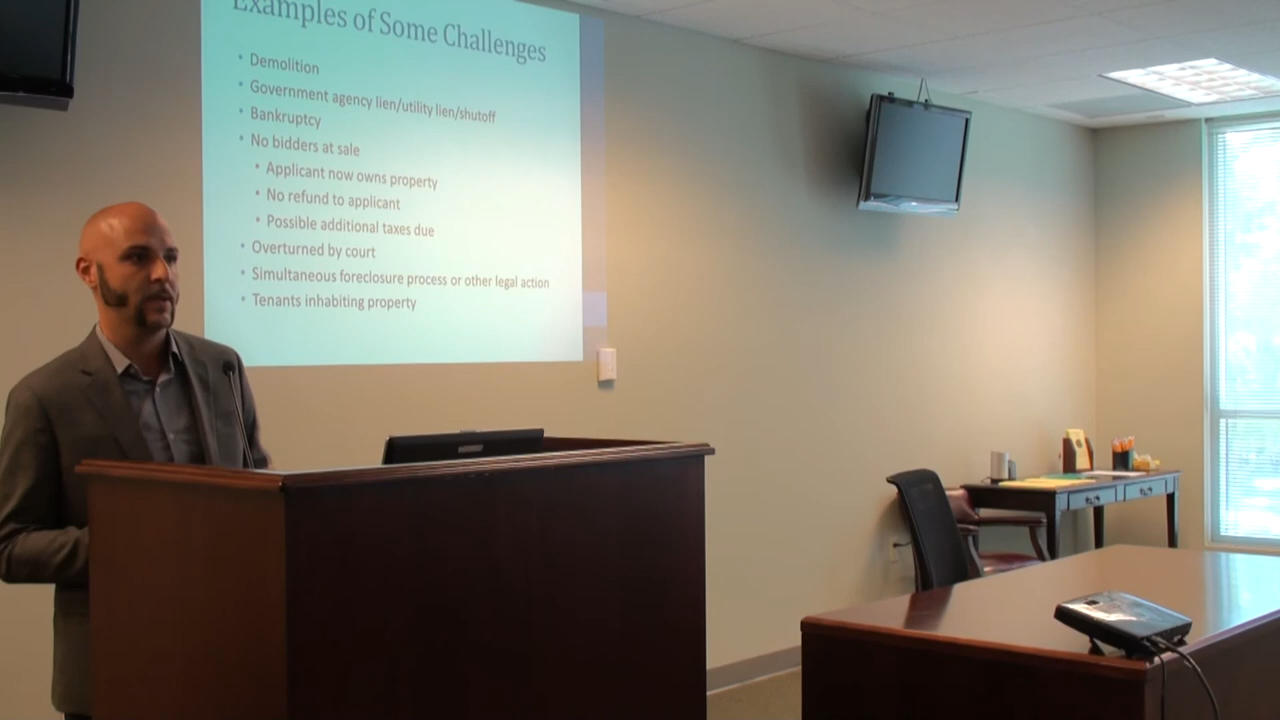 Examples of Some Challenges
• Demolition
• Government agency lien/utility lien/shutoff
• Bankruptcy
• No bidders at sale
• Applicant now owns property
• No refund to applicant
• Possible additional taxes due
• Overturned by court
• Simultaneous foreclosure process or other legal action
• Tenants inhabiting property